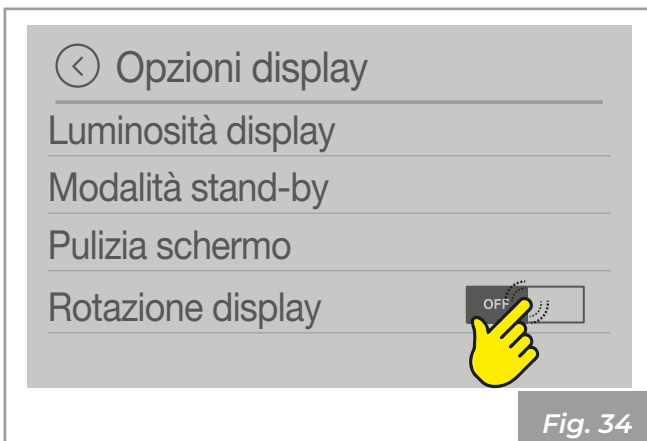 Opzioni display
Luminosità display
Modalità stand-by
Pulizia schermo
Rotazione display OFF
Fig. 34